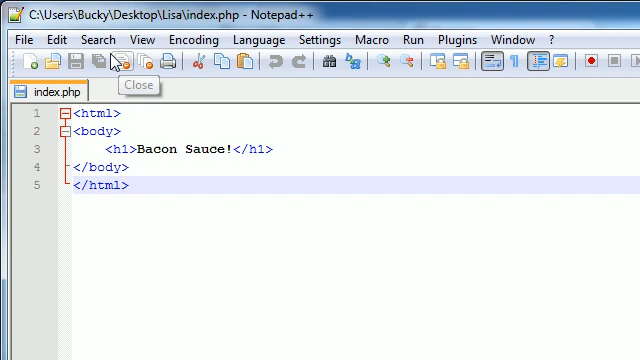 C:\Users\Bucky\Desktop\Lisa\index.php - Notepad++
File Edit Search View Encoding Language Settings Macro Run Plugins Window ?
Close
index.php
1 <html>
2 <body>
3 <h1>Bacon Sauce!</h1>
4 </body>
5 </html>